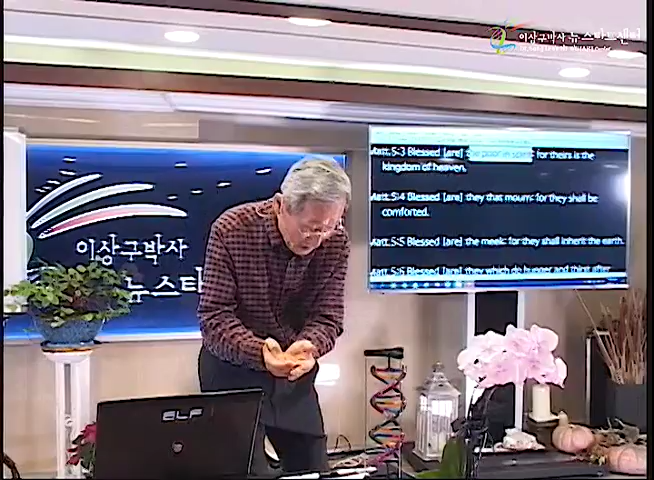 이상구박사 뉴스타트센터
Matt.5:3 Blessed [are] the poor in spirit: for theirs is the
kingdom of heaven.
Matt.5:4 Blessed [are] they that mourn: for they shall be
comforted.
Matt.5:5 Blessed [are] the meek: for they shall inherit the earth.
Matt.5:6 Blessed [are] they which do hunger and thirst after
이상구박사
뉴스타